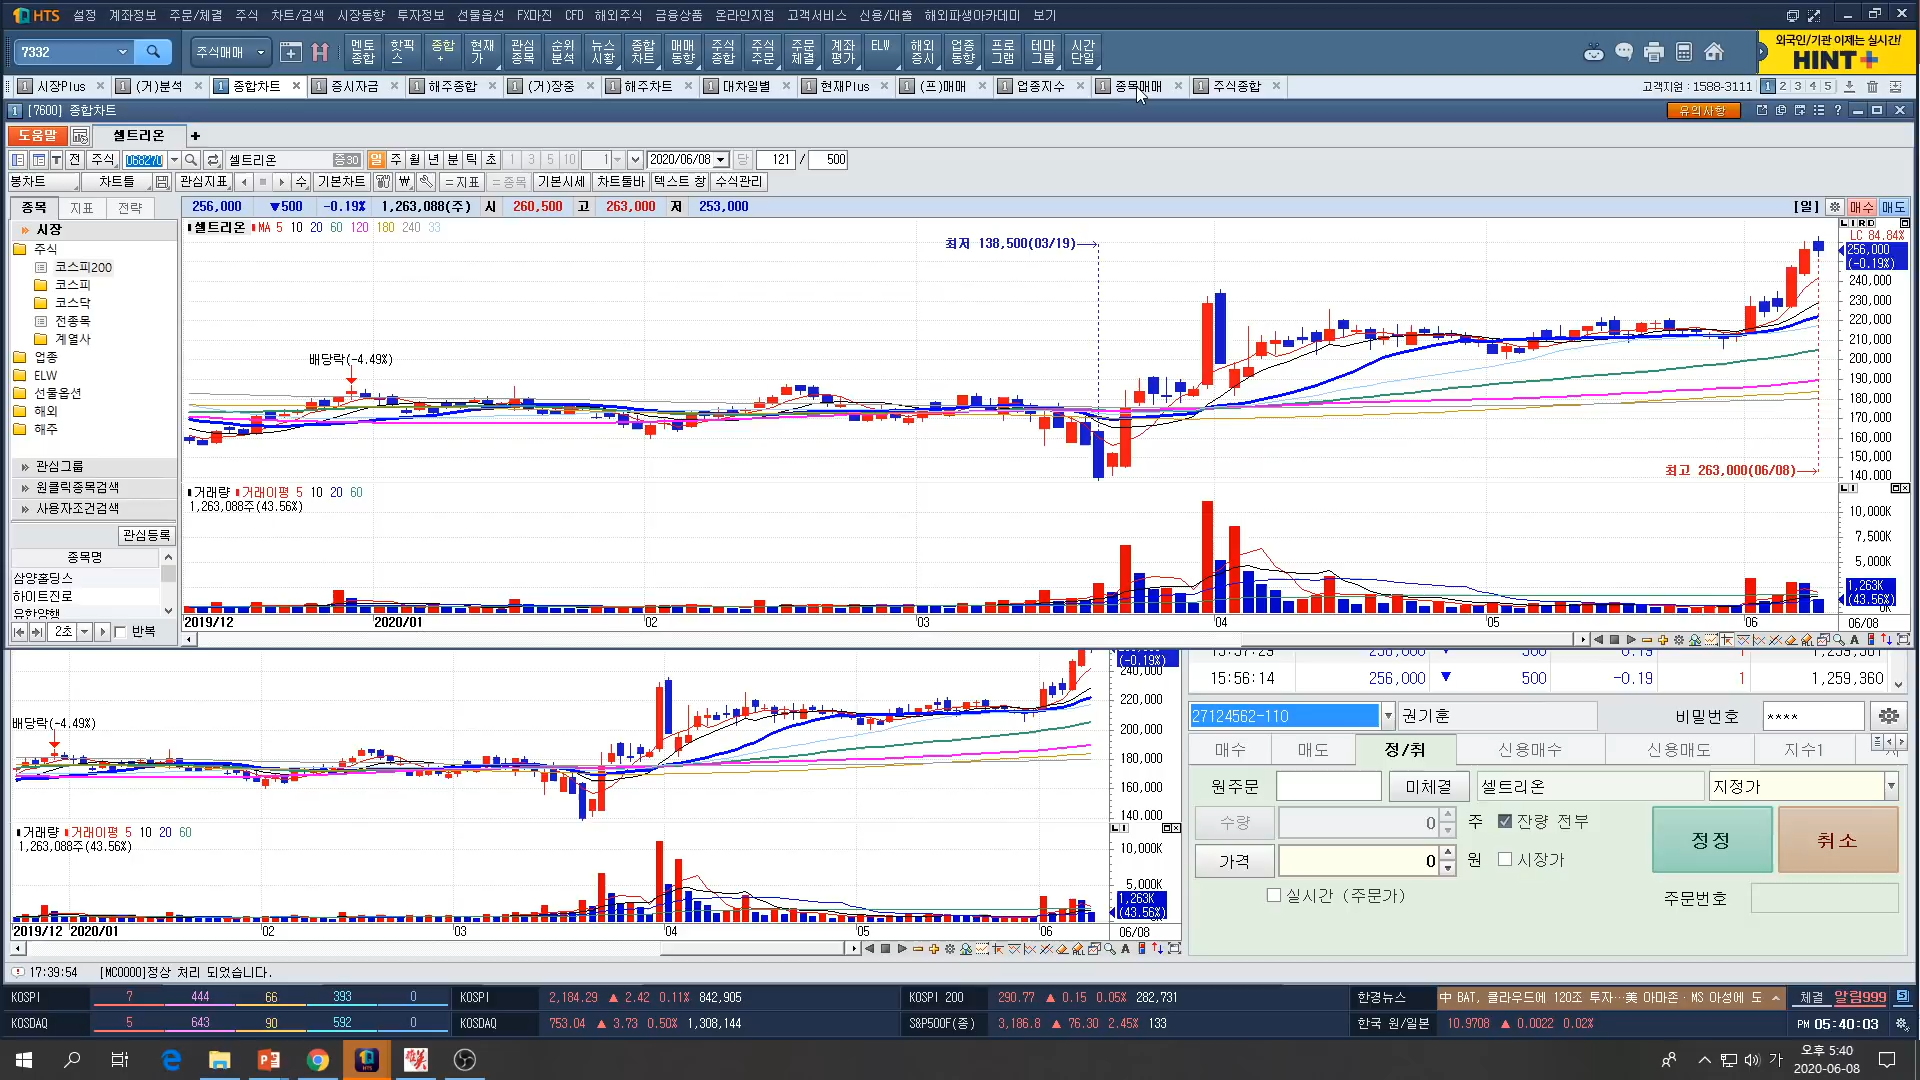 HTS 설정 계좌정보 주문/체결 주식 차트/검색 시장동향 투자정보 선물옵션 FX마진 CFD 해외주식 금융상품 온라인지점 고객서비스 신용/대출 해외파생아카데미 보기
7332 주식매매 멘토종합 핫픽스 종합+ 현재가 관심종목 순위분석 뉴스시황 종합차트 매매동향 주식종합 주식주문 주문체결 계좌평가 ELW 해외증시 업종동향 프로그램 테마그룹 시간단일
외국인/기관 이제는 실시간!
HINT+
1 시장Plus 1 (거)분석 1 종합차트 1 증시자금 1 해주종합 1 (거)장중 1 해주차트 1 대차일별 1 현재Plus 1 (프)매매 1 업종지수 1 종목매매 1 주식종합 고객지원 : 1588-3111 1 2 3 4 5
1 [7600] 종합차트 유의사항
도움말 셀트리온 +
T 전 주식 068270 셀트리온 증30 일 주 월 년 분 틱 초 1 3 5 10 1 2020/06/08 당 121 / 500
봉차트 차트틀 관심지표 수 기본차트 ₩ =지표 =종목 기본시세 차트툴바 텍스트 창 수식관리
종목 지표 전략 256,000 ▼500 -0.19% 1,263,088(주) 시 260,500 고 263,000 저 253,000 [일] 매수 매도
시장
주식
코스피200
코스피
코스닥
전종목
계열사
업종
ELW
선물옵션
해외
해주
관심그룹
원클릭종목검색
사용자조건검색
관심등록
종목명
삼양홀딩스
하이트진로
유한양행
2초 반복
셀트리온 MA 5 10 20 60 120 180 240 33
최저 138,500(03/19)
배당락(-4.49%)
최고 263,000(06/08)
LC 84.84%
256,000
(-0.19%)
240,000
230,000
220,000
210,000
200,000
190,000
180,000
170,000
160,000
150,000
140,000
거래량 거래이평 5 10 20 60
1,263,088주(43.56%)
10,000K
7,500K
5,000K
1,263K
(43.56%)
2019/12 2020/01 02 03 04 05 06 06/08
(-0.19%)
240,000
220,000
200,000
180,000
160,000
140,000
배당락(-4.49%)
거래량 거래이평 5 10 20 60
1,263,088주(43.56%)
10,000K
5,000K
1,263K
(43.56%)
2019/12 2020/01 02 03 04 05 06 06/08
15:57:29 256,000 ▼ 500 -0.19 1 1,259,361
15:56:14 256,000 ▼ 500 -0.19 1 1,259,360
27124562-110 권기훈 비밀번호 ****
매수 매도 정/취 신용매수 신용매도 지수1
원주문 미체결 셀트리온 지정가
수량 0 주 잔량 전부 정정 취소
가격 0 원 시장가
실시간 (주문가) 주문번호
17:39:54 [MC0000]정상 처리 되었습니다.
KOSPI 7 444 66 393 0 KOSPI 2,184.29 ▲ 2.42 0.11% 842,905 KOSPI 200 290.77 ▲ 0.15 0.05% 282,731 한경뉴스 中 BAT, 클라우드에 120조 투자…美 아마존·MS 아성에 도 체결 알림999
KOSDAQ 5 643 90 592 0 KOSDAQ 753.04 ▲ 3.73 0.50% 1,308,144 S&P500F(종) 3,186.8 ▲ 76.30 2.45% 133 한국 원/일본 10.9708 ▲ 0.0022 0.02% PM 05:40:03
가 오후 5:40
2020-06-08